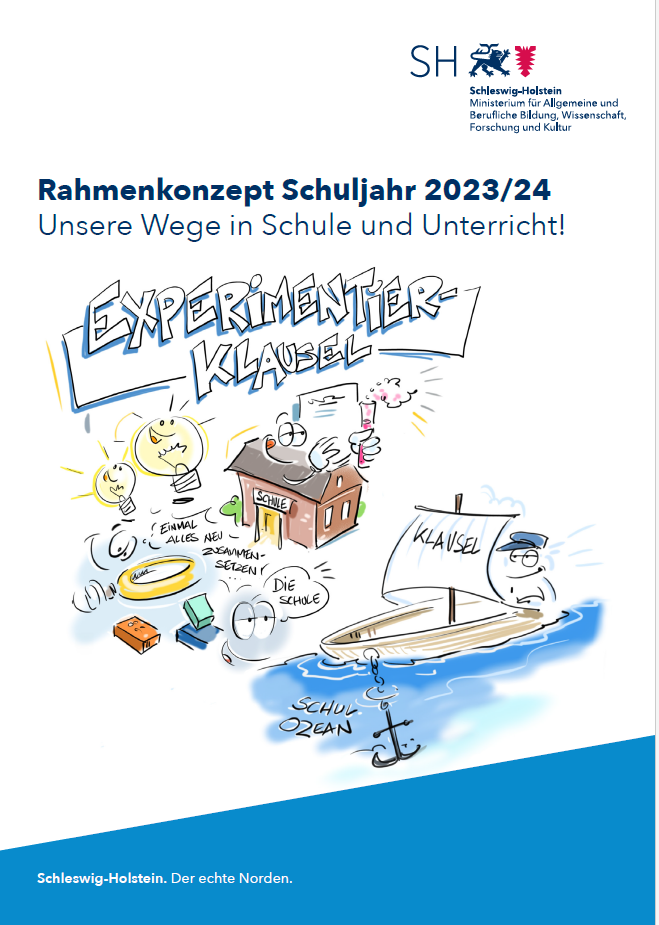 SH
Schleswig-Holstein
Ministerium für Allgemeine und
Berufliche Bildung, Wissenschaft,
Forschung und Kultur
Rahmenkonzept Schuljahr 2023/24
Unsere Wege in Schule und Unterricht!
EXPERIMENTIER-
KLAUSEL
SCHULE
EINMAL
ALLES NEU
ZUSAMMEN-
SETZEN!
DIE
SCHULE
KLAUSEL
SCHUL
OZEAN
Schleswig-Holstein. Der echte Norden.